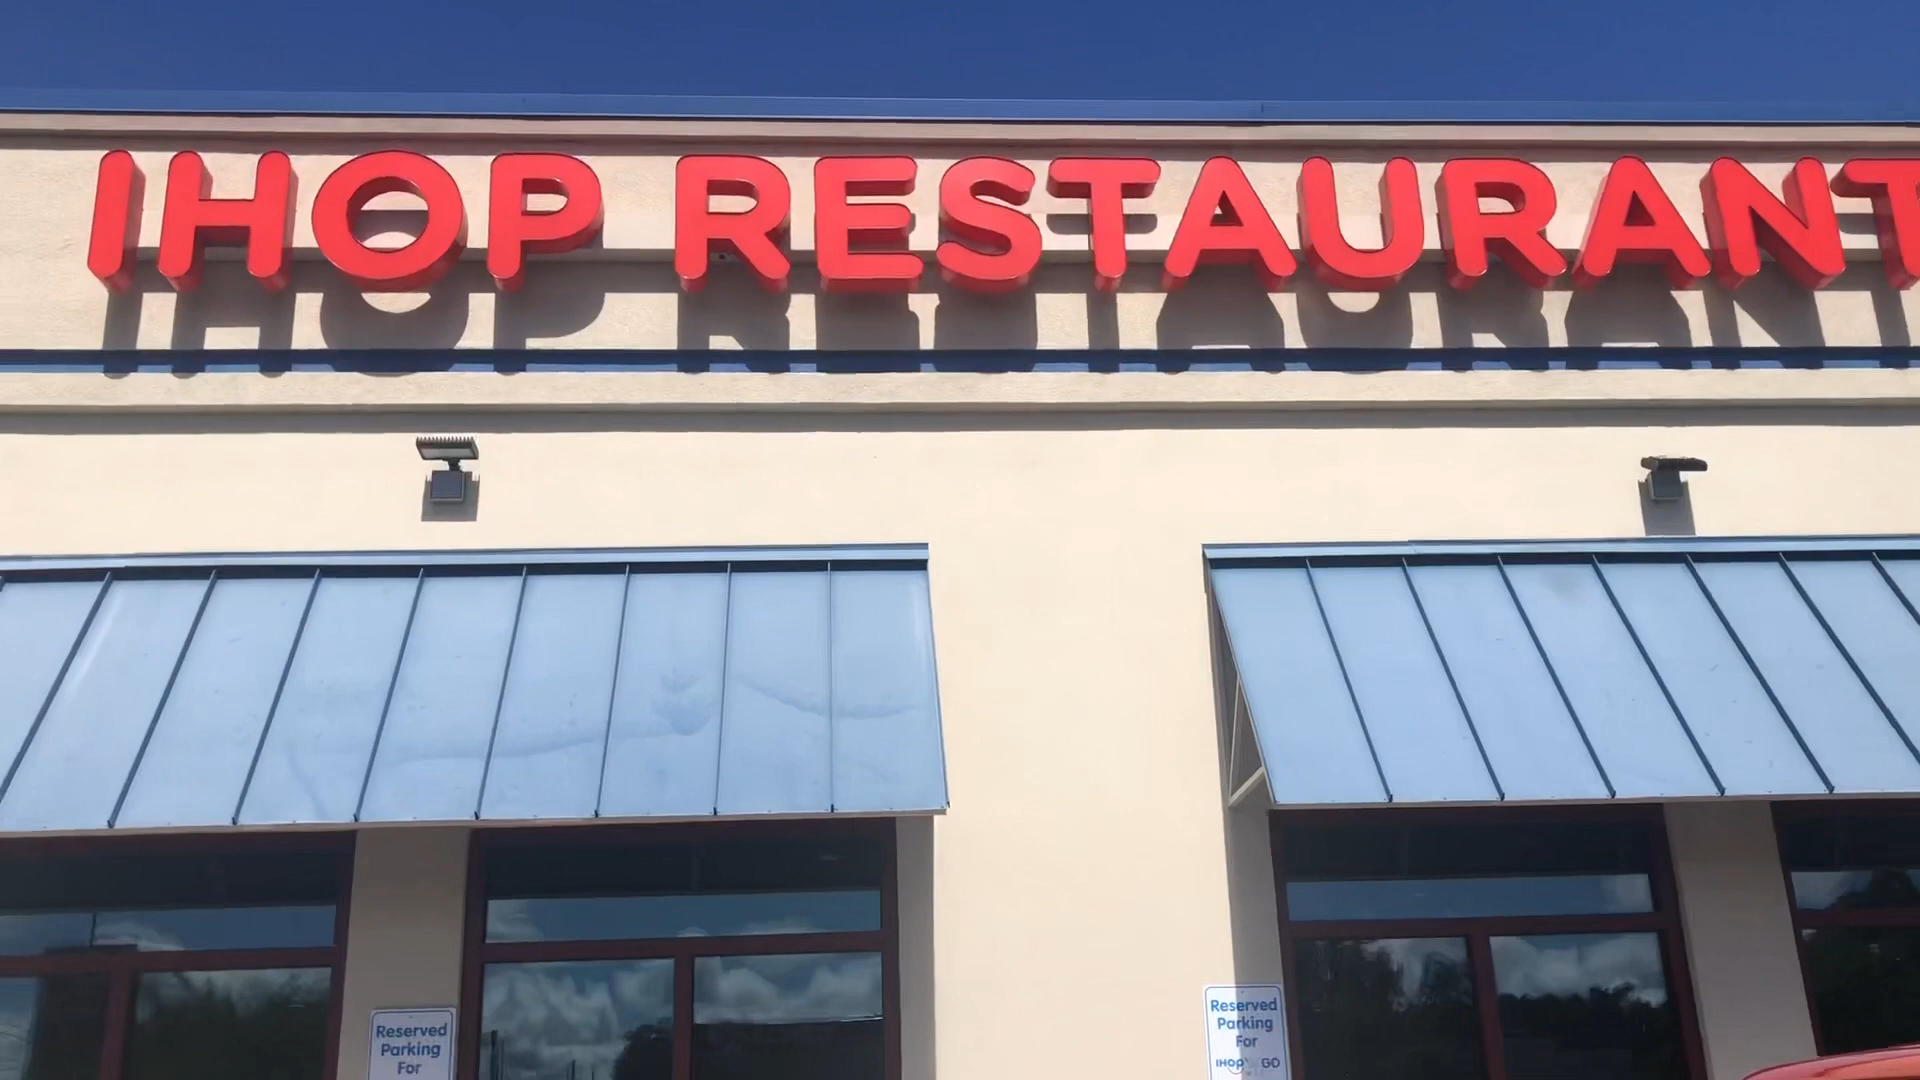 IHOP RESTAURANT
Reserved
Parking
For
Reserved
Parking
For
IHOP GO